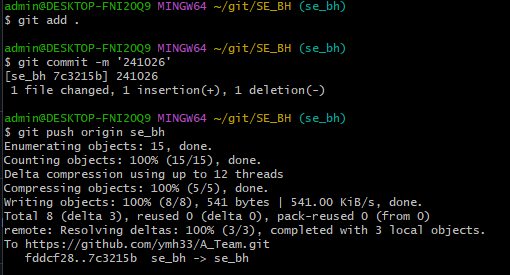 admin@DESKTOP-FNI2OQ9 MINGW64 ~/git/SE_BH (se_bh)
$ git add .
admin@DESKTOP-FNI2OQ9 MINGW64 ~/git/SE_BH (se_bh)
$ git commit -m '241026'
[se_bh 7c3215b] 241026
 1 file changed, 1 insertion(+), 1 deletion(-)
admin@DESKTOP-FNI2OQ9 MINGW64 ~/git/SE_BH (se_bh)
$ git push origin se_bh
Enumerating objects: 15, done.
Counting objects: 100% (15/15), done.
Delta compression using up to 12 threads
Compressing objects: 100% (5/5), done.
Writing objects: 100% (8/8), 541 bytes | 541.00 KiB/s, done.
Total 8 (delta 3), reused 0 (delta 0), pack-reused 0 (from 0)
remote: Resolving deltas: 100% (3/3), completed with 3 local objects.
To https://github.com/ymh33/A_Team.git
   fddcf28..7c3215b  se_bh -> se_bh